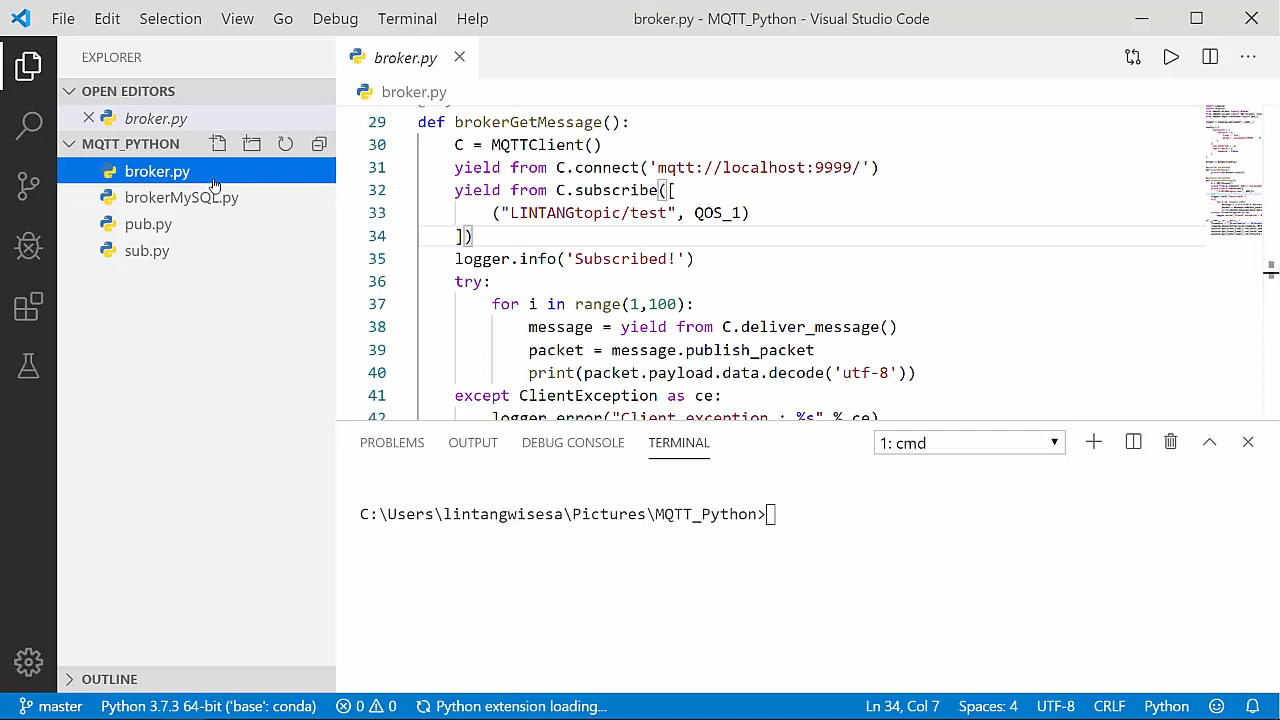 File Edit Selection View Go Debug Terminal Help broker.py - MQTT_Python - Visual Studio Code
EXPLORER
OPEN EDITORS
broker.py
MQTT_PYTHON
broker.py
brokerMySQL.py
pub.py
sub.py
OUTLINE
broker.py
broker.py
29 def brokerGetMessage():
30 C = MQTTClient()
31 yield from C.connect('mqtt://localhost:9999/')
32 yield from C.subscribe([
33 ("LINTANGtopic/test", QOS_1)
34 ])
35 logger.info('Subscribed!')
36 try:
37 for i in range(1,100):
38 message = yield from C.deliver_message()
39 packet = message.publish_packet
40 print(packet.payload.data.decode('utf-8'))
41 except ClientException as ce:
42 logger.error("Client exception : %s" % ce)
PROBLEMS OUTPUT DEBUG CONSOLE TERMINAL 1: cmd
C:\Users\lintangwisesa\Pictures\MQTT_Python>
master Python 3.7.3 64-bit ('base': conda) 0 0 Python extension loading... Ln 34, Col 7 Spaces: 4 UTF-8 CRLF Python